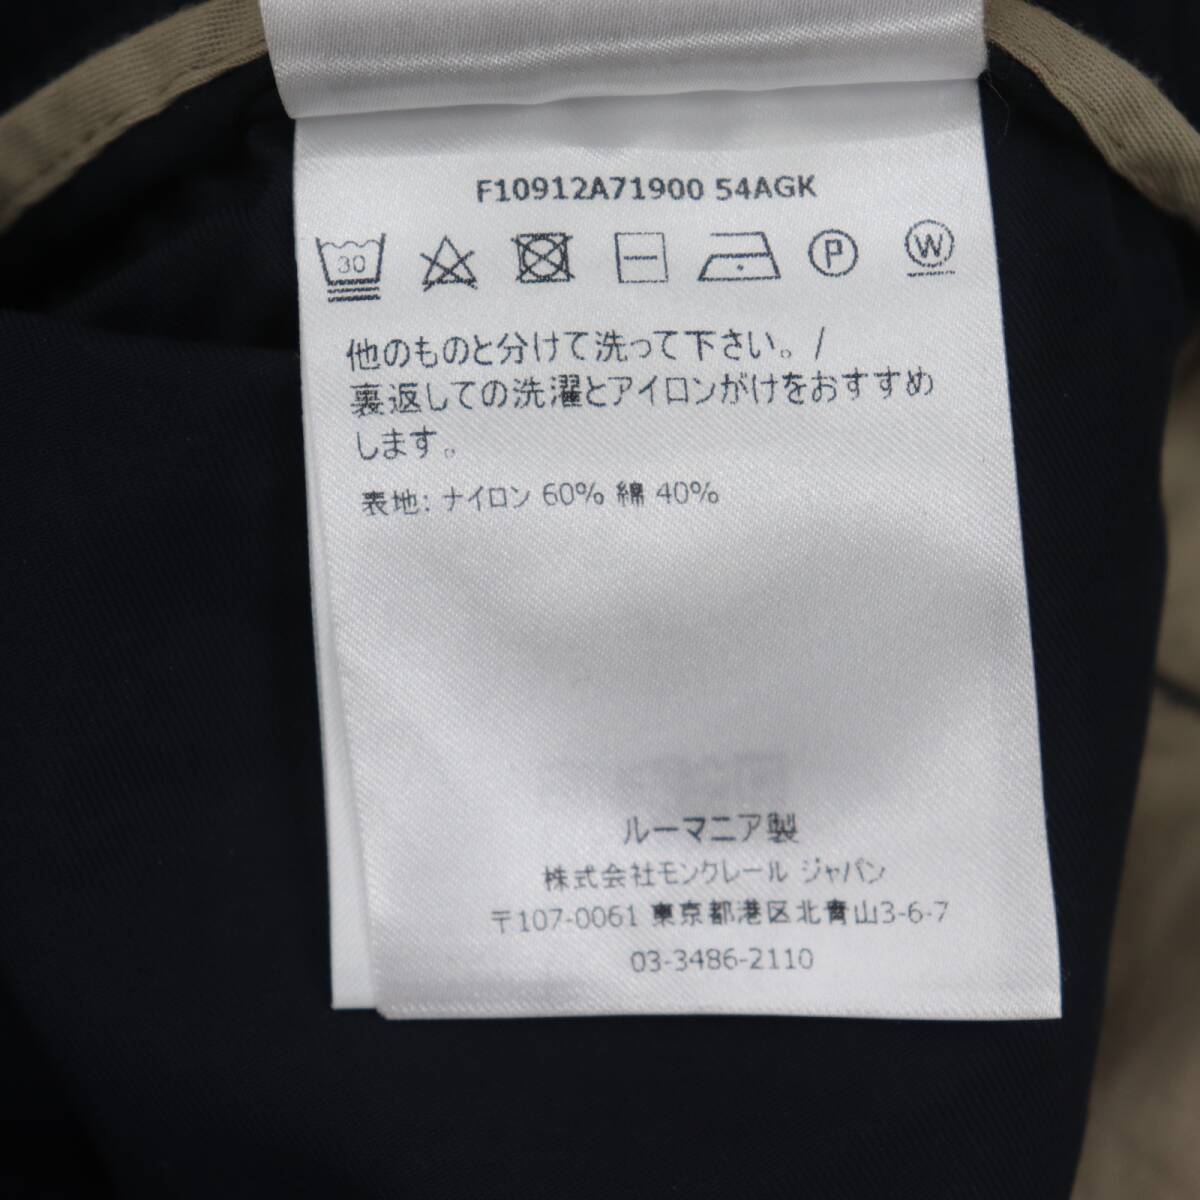 F10912A71900 54AGK
30 P W
他のものと分けて洗って下さい。/
裏返しての洗濯とアイロンがけをおすすめ
します。
表地: ナイロン 60% 綿 40%
ルーマニア製
株式会社モンクレール ジャパン
〒107-0061 東京都港区北青山3-6-7
03-3486-2110